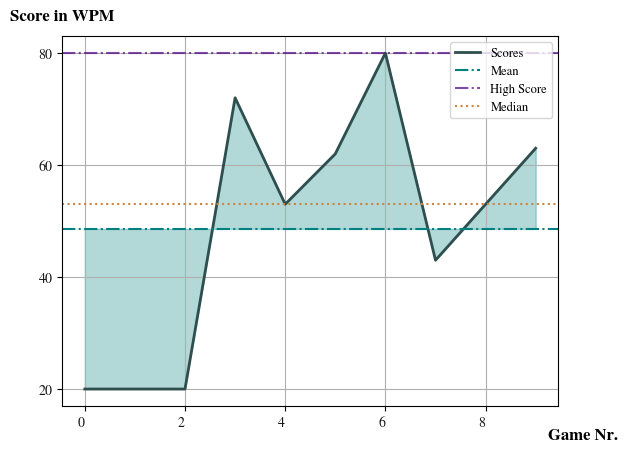 Score in WPM
80
60
40
20
0 2 4 6 8
Scores
Mean
High Score
Median
Game Nr.